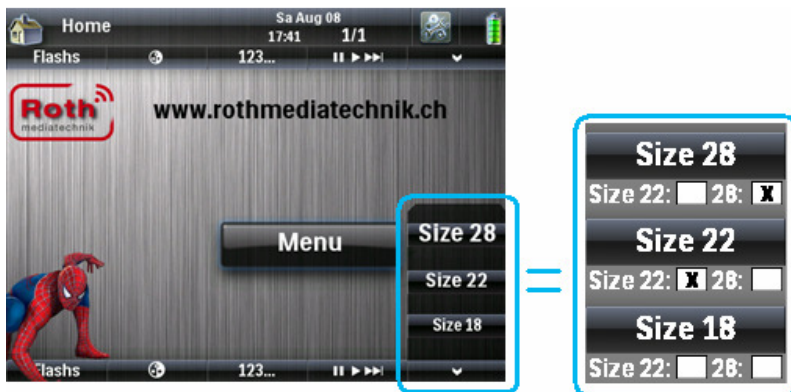 Home
Sa Aug 08
17:41 1/1
Flashs 123...
Roth
mediatechnik
www.rothmediatechnik.ch
Menu
Size 28
Size 22
Size 18
Flashs 123...
=
Size 28
Size 22: 28: X
Size 22
Size 22: X 28:
Size 18
Size 22: 28: